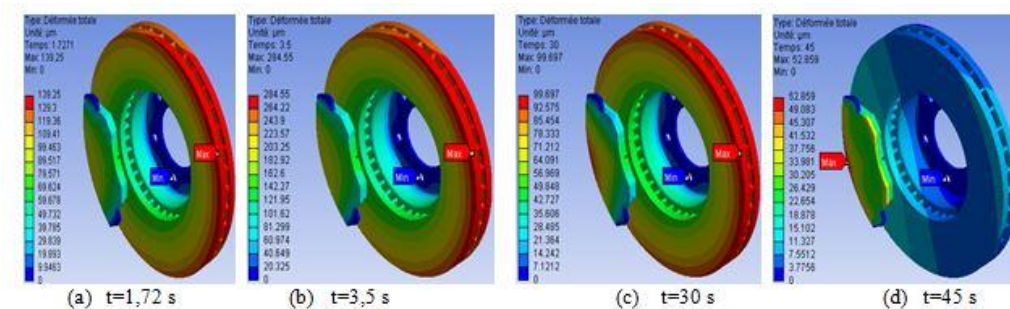 Type: Déformée totale
Unité: µm
Temps: 1.7271
Max: 139.25
Min: 0
139.25
129.3
119.36
109.41
99.463
89.517
79.571
69.624
59.678
49.732
39.785
29.839
19.893
9.9463
0
Max
Min
(a) t=1,72 s
Type: Déformée totale
Unité: µm
Temps: 3.5
Max: 284.55
Min: 0
284.55
264.22
243.9
223.57
203.25
182.92
162.6
142.27
121.95
101.62
81.299
60.974
40.649
20.325
0
Max
Min
(b) t=3,5 s
Type: Déformée totale
Unité: µm
Temps: 30
Max: 99.697
Min: 0
99.697
92.575
85.454
78.333
71.212
64.091
56.969
49.848
42.727
35.606
28.485
21.364
14.242
7.1212
0
Max
Min
(c) t=30 s
Type: Déformée totale
Unité: µm
Temps: 45
Max: 52.859
Min: 0
52.859
49.083
45.307
41.532
37.756
33.981
30.205
26.429
22.654
18.878
15.102
11.327
7.5512
3.7756
0
Max
Min
(d) t=45 s